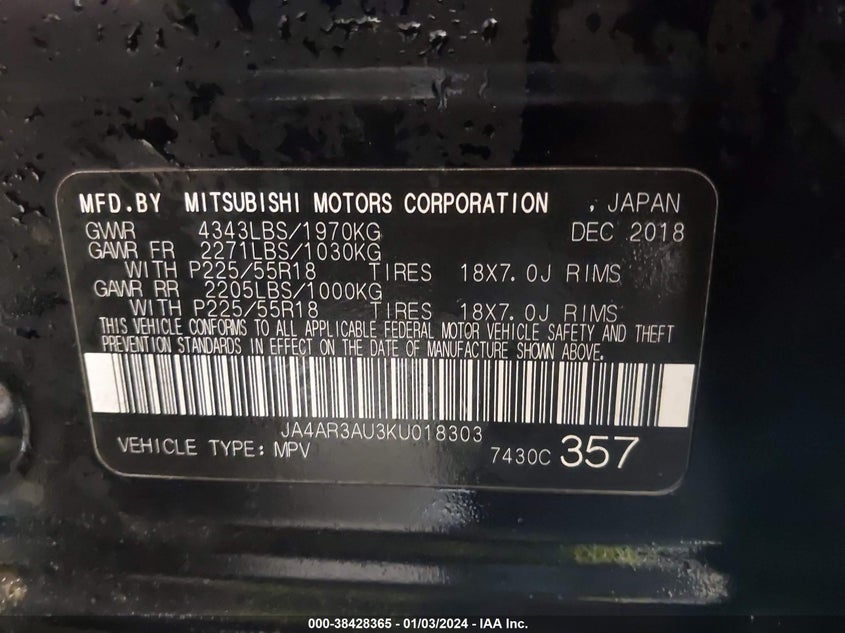 MFD.BY MITSUBISHI MOTORS CORPORATION , JAPAN
GVWR 4343LBS/1970KG DEC 2018
GAWR FR 2271LBS/1030KG
WITH P225/55R18 TIRES 18X7.0J RIMS
GAWR RR 2205LBS/1000KG
WITH P225/55R18 TIRES 18X7.0J RIMS
THIS VEHICLE CONFORMS TO ALL APPLICABLE FEDERAL MOTOR VEHICLE SAFETY AND THEFT
PREVENTION STANDARDS IN EFFECT ON THE DATE OF MANUFACTURE SHOWN ABOVE.
JA4AR3AU3KU018303
VEHICLE TYPE: MPV 7430C 357
000-38428365 - 01/03/2024 - IAA Inc.